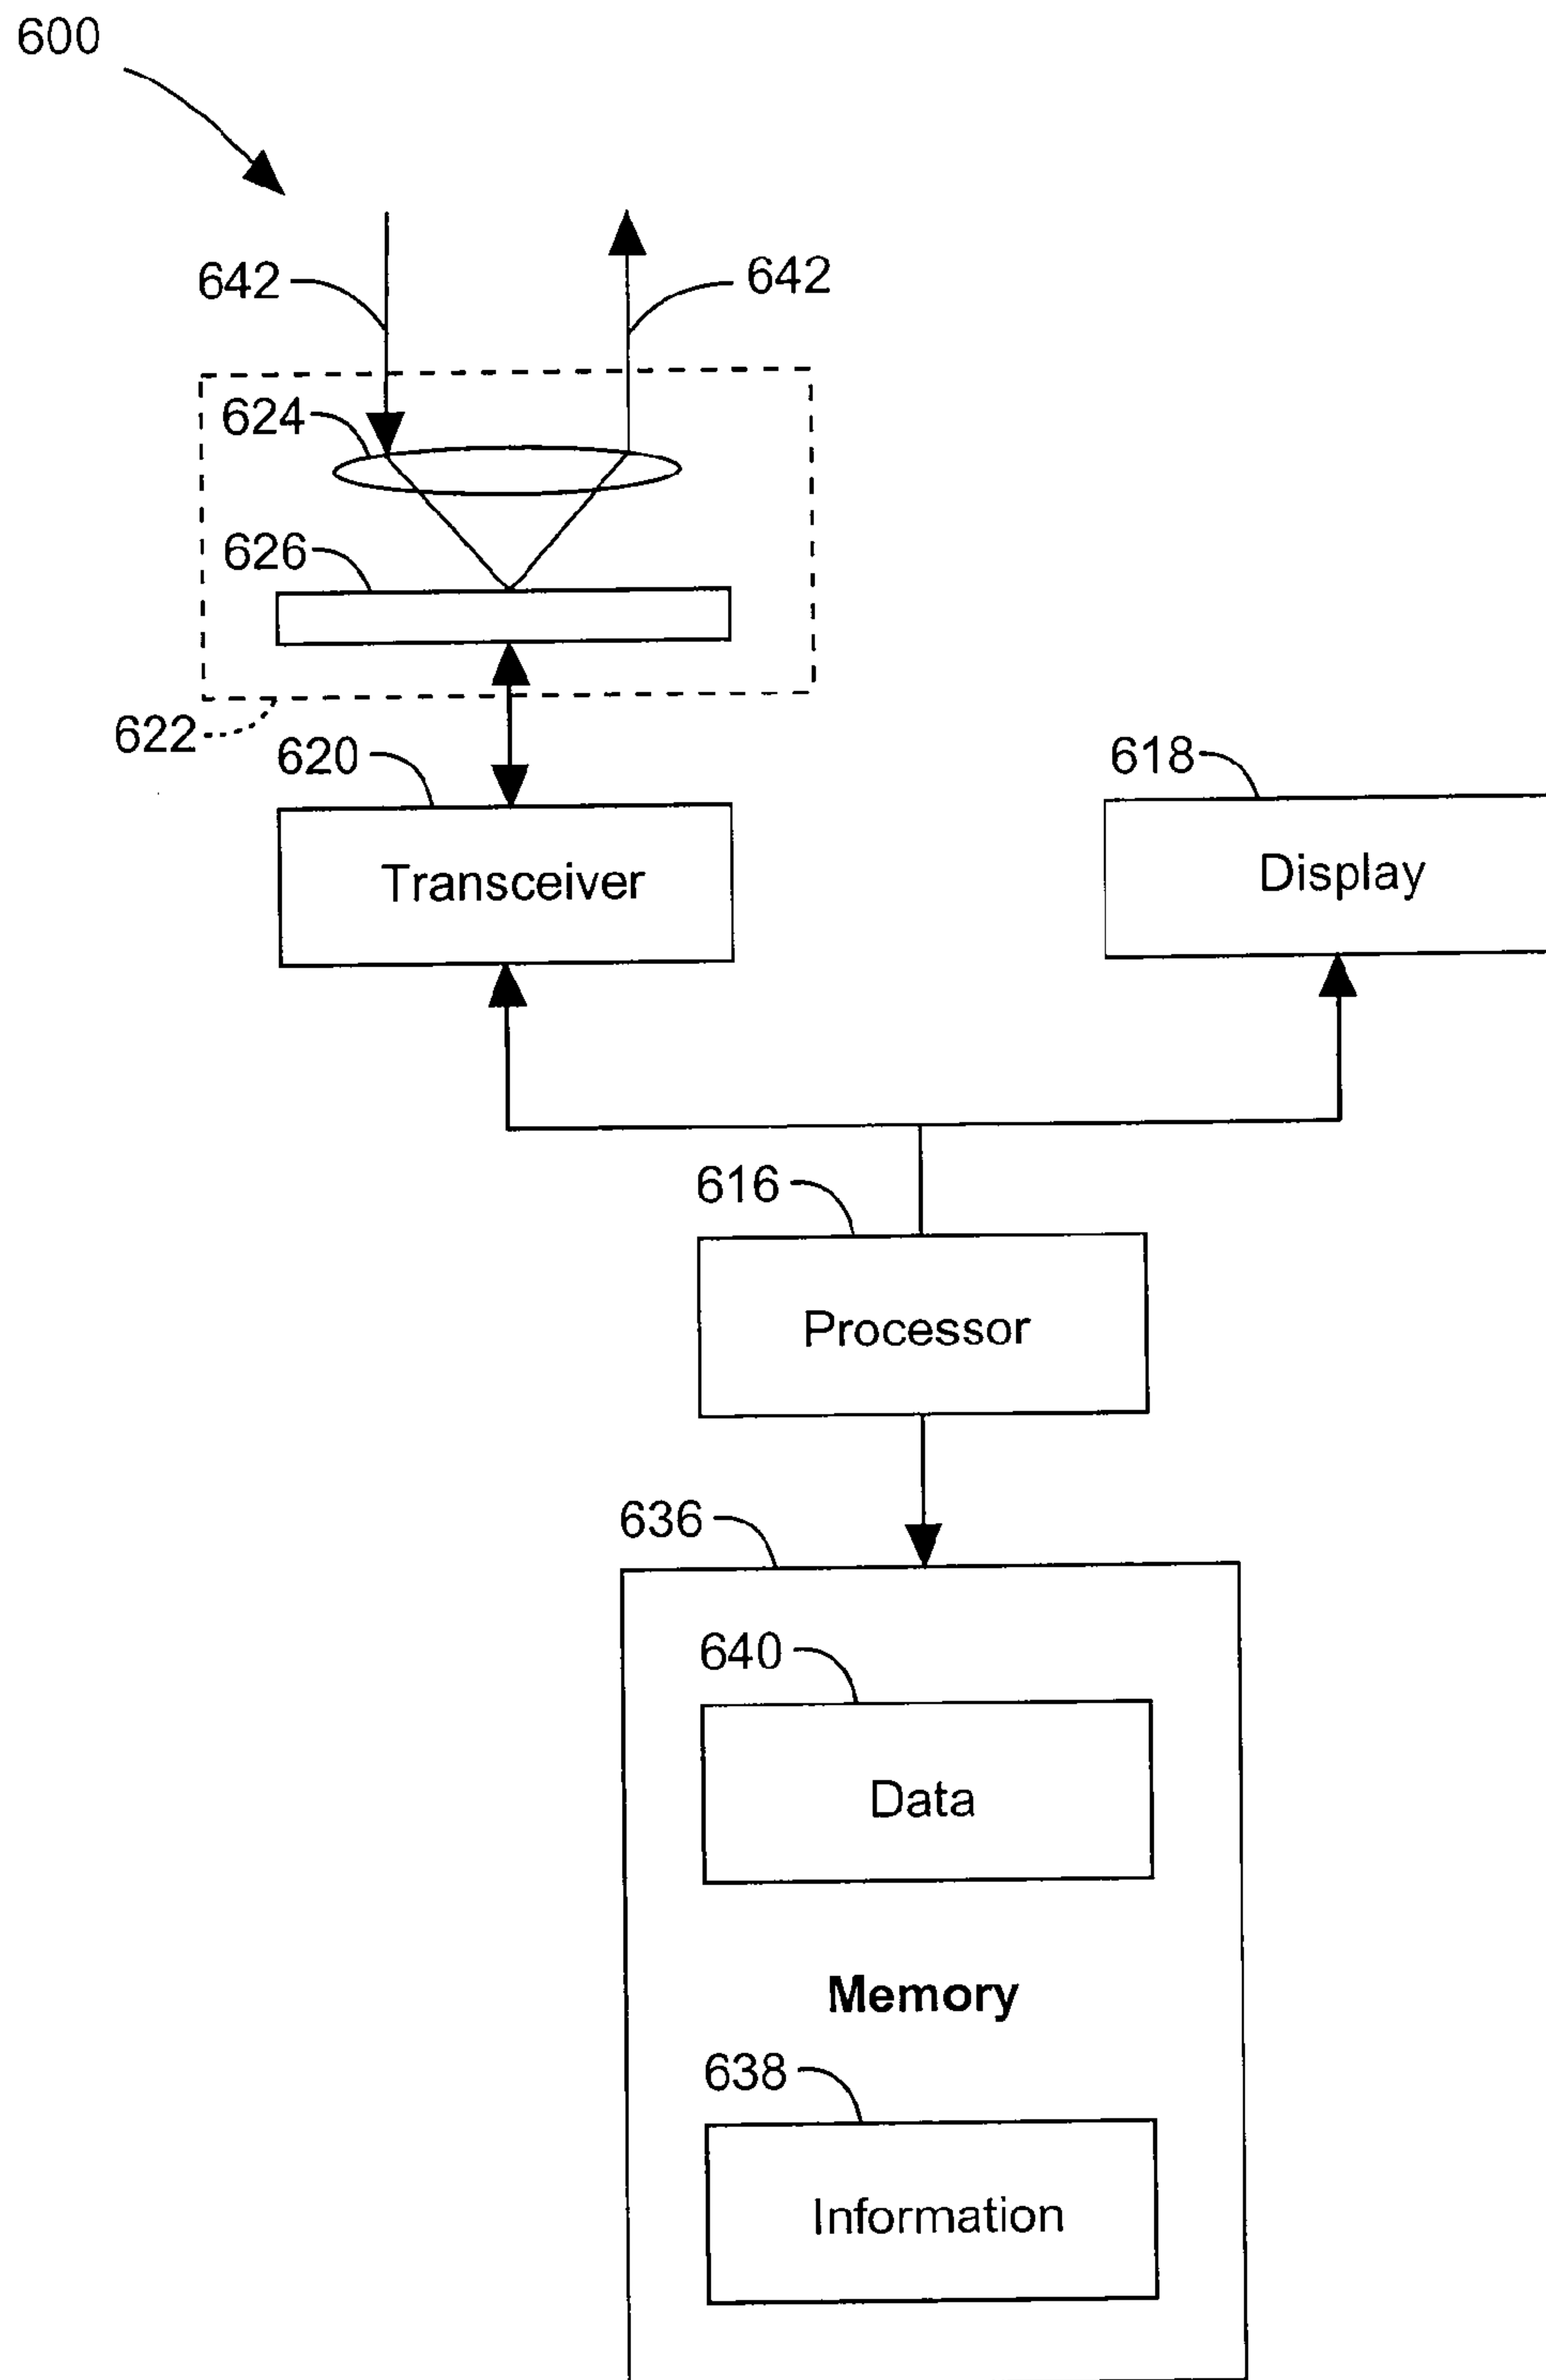 600
642
642
624
626
622
620
618
Transceiver
Display
616
Processor
636
640
Data
Memory
638
Information